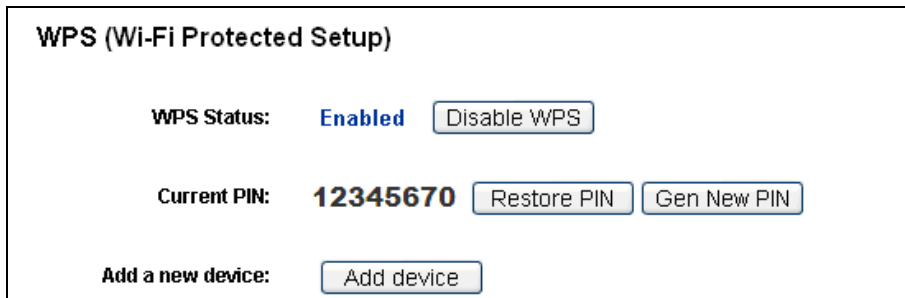 WPS (Wi-Fi Protected Setup)
WPS Status: Enabled Disable WPS
Current PIN: 12345670 Restore PIN Gen New PIN
Add a new device: Add device